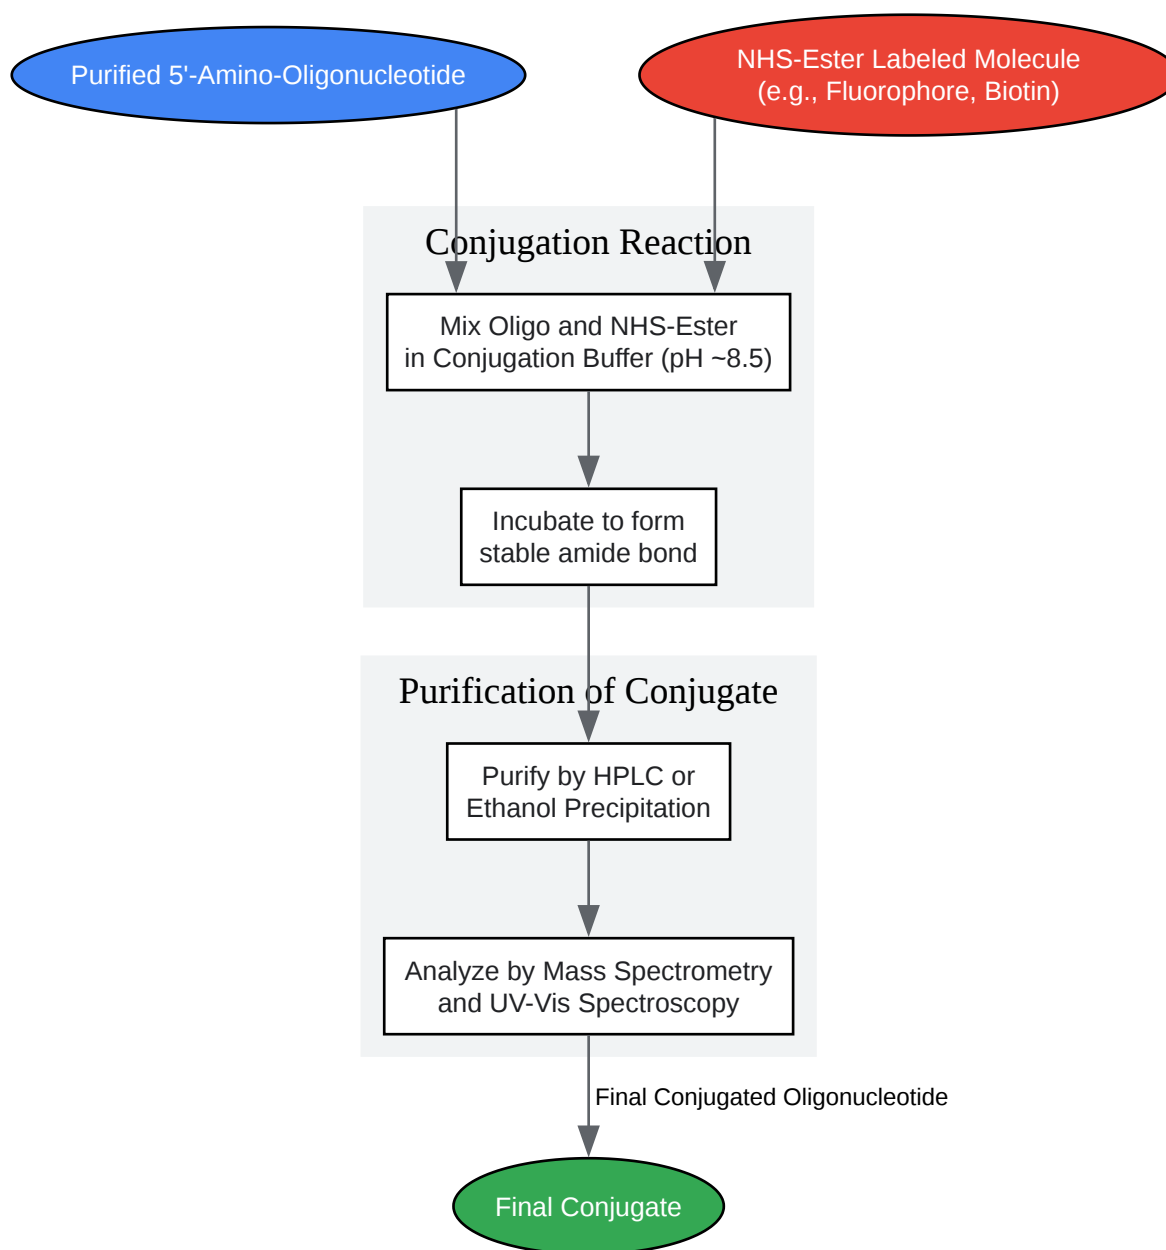 Purified 5'-Amino-Oligonucleotide
NHS-Ester Labeled Molecule
(e.g., Fluorophore, Biotin)
Conjugation Reaction
Mix Oligo and NHS-Ester
in Conjugation Buffer (pH ~8.5)
Incubate to form
stable amide bond
Purification of Conjugate
Purify by HPLC or
Ethanol Precipitation
Analyze by Mass Spectrometry
and UV-Vis Spectroscopy
Final Conjugated Oligonucleotide
Final Conjugate